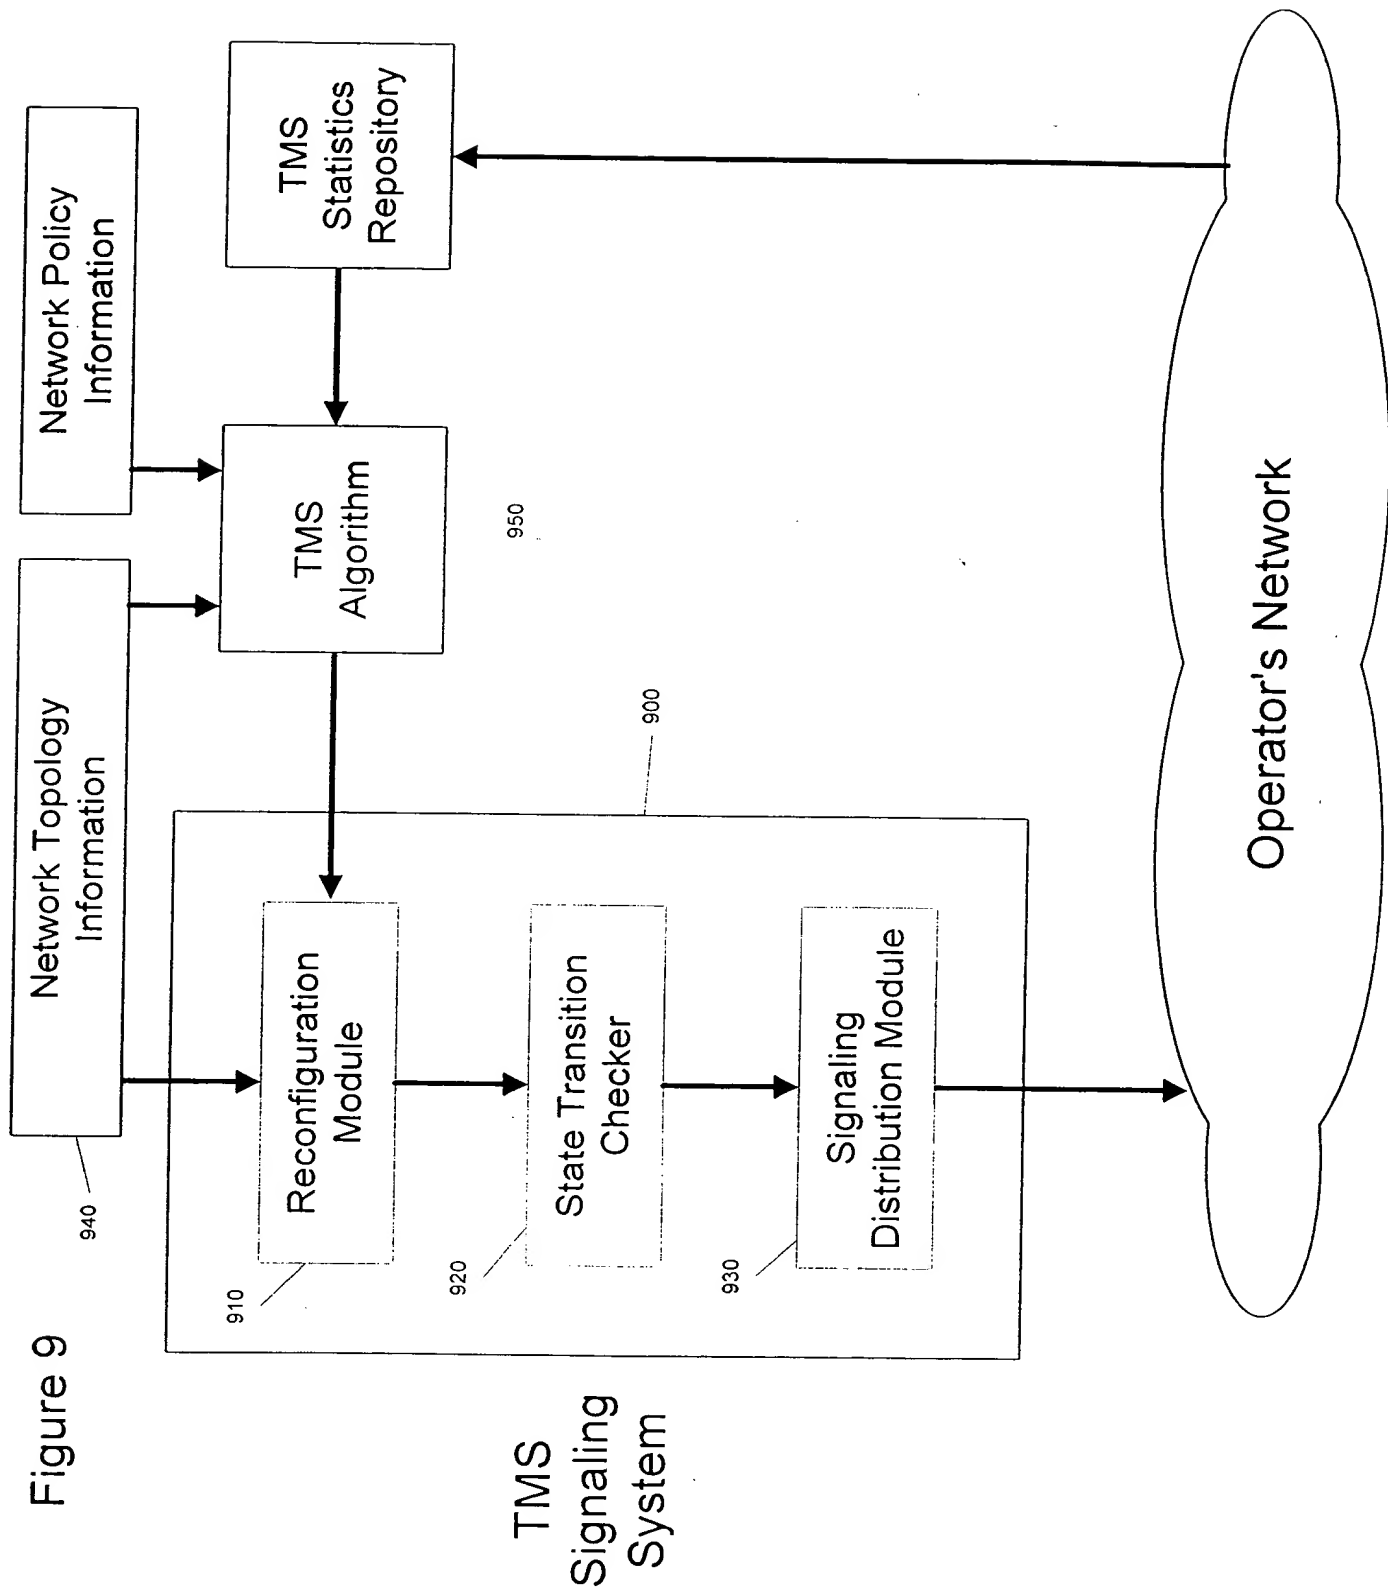 Figure 9
Network Topology
Information
Network Policy
Information
940
TMS
Signaling
System
910
Reconfiguration
Module
920
State Transition
Checker
930
Signaling
Distribution Module
900
TMS
Algorithm
950
TMS
Statistics
Repository
Operator's Network